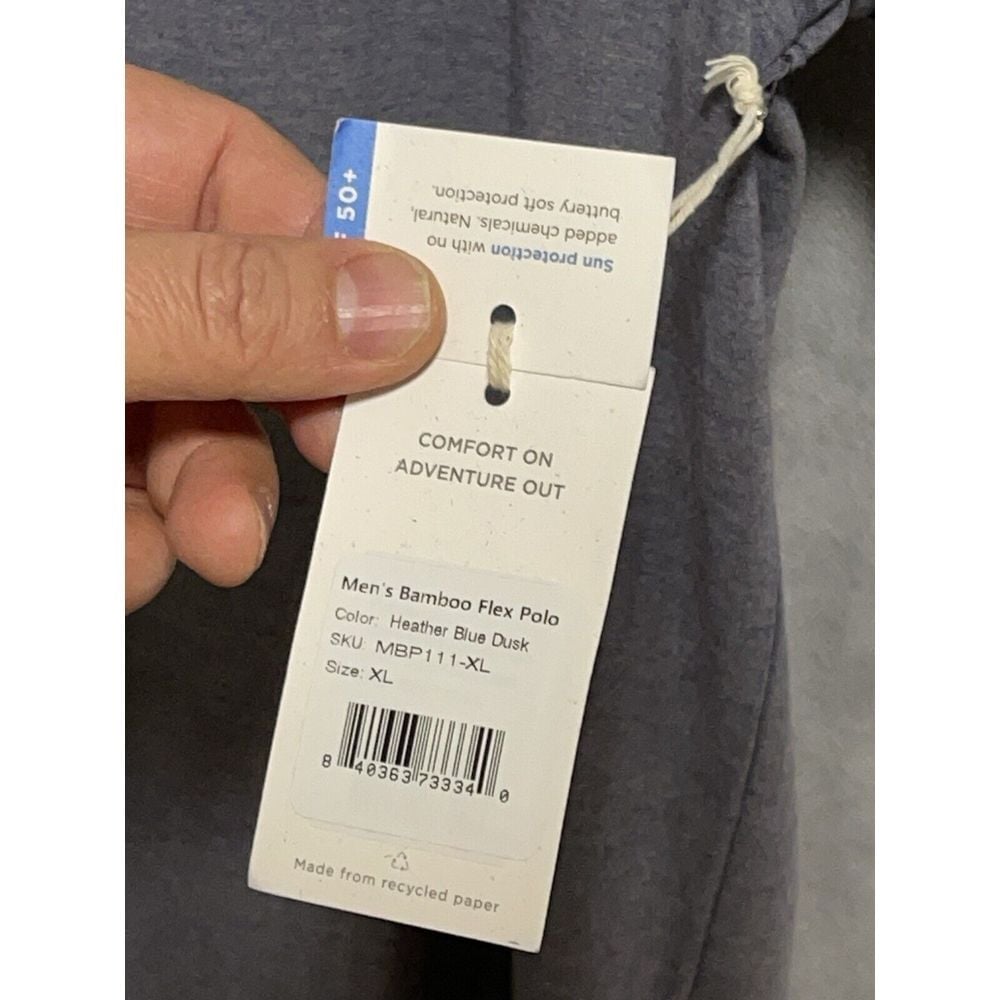 50+
Sun protection with no
added chemicals. Natural,
buttery soft protection.
COMFORT ON
ADVENTURE OUT
Men's Bamboo Flex Polo
Color: Heather Blue Dusk
SKU: MBP111-XL
Size: XL
8 40363 73334 0
Made from recycled paper